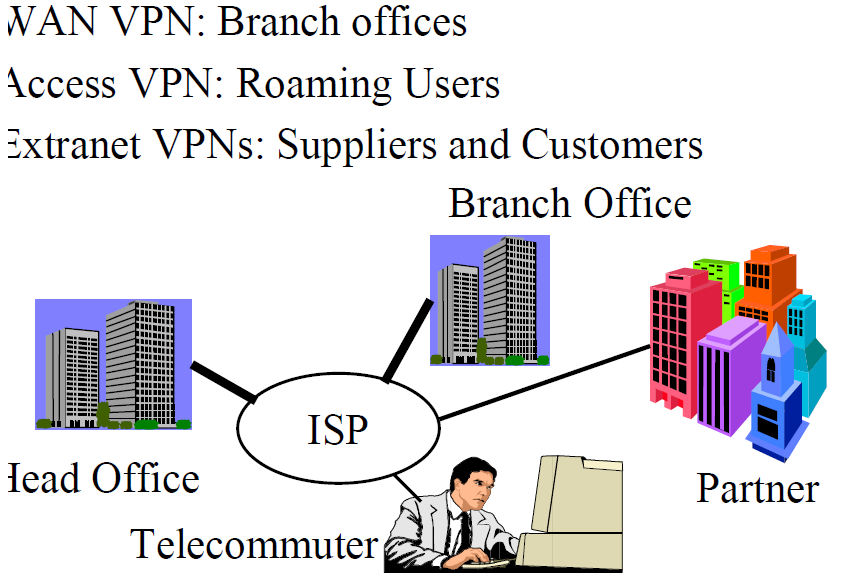 WAN VPN: Branch offices
Access VPN: Roaming Users
Extranet VPNs: Suppliers and Customers
Branch Office
ISP
Head Office
Partner
Telecommuter